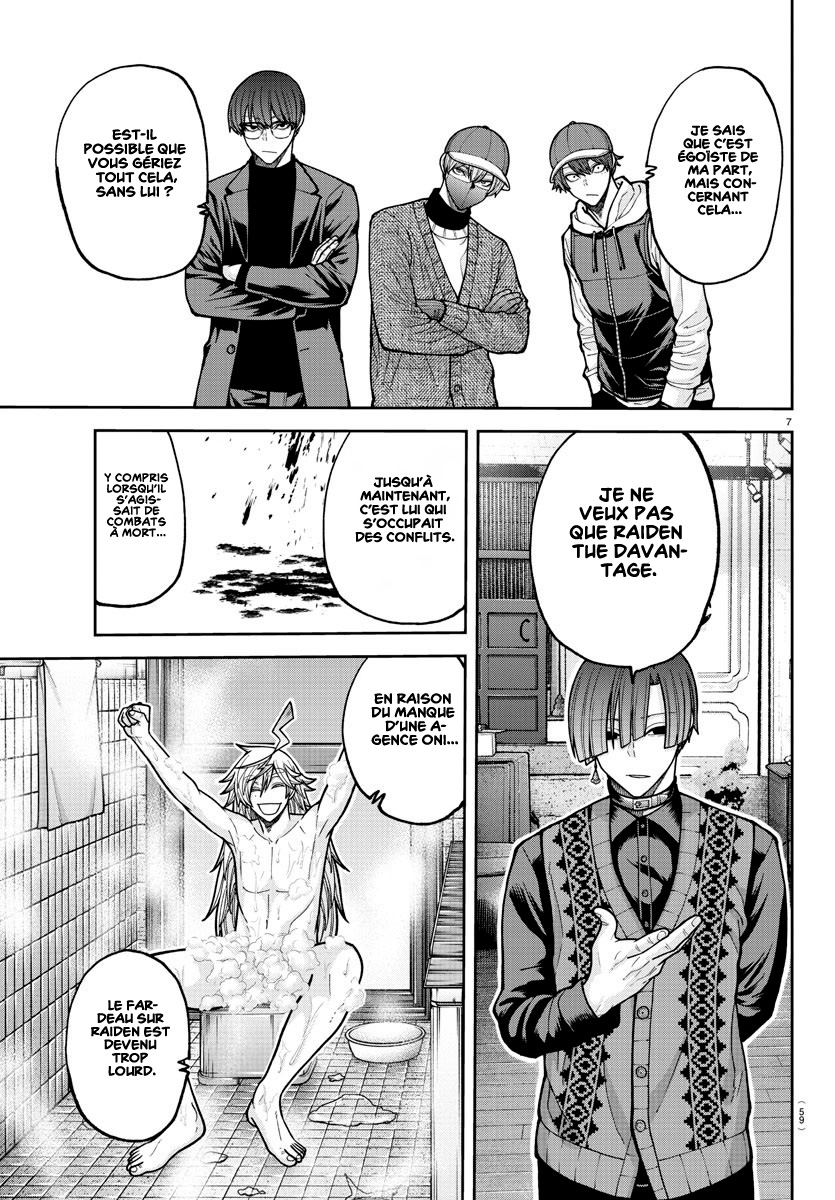 JE SAIS
QUE C'EST
ÉGOÏSTE DE
MA PART,
MAIS CON-
CERNANT
CELA...
EST-IL
POSSIBLE QUE
VOUS GÉRIEZ
TOUT CELA,
SANS LUI ?
7
JE NE
VEUX PAS
QUE RAIDEN
THE DAVAN-
TAGE.
JUSQU'À
MAINTENANT,
C'EST LUI QUI
S'OCCUPAIT
DES CONFLITS.
Y COMPRIS
LORSQU'IL
S'AGIS-
SAIT DE
COMBATS
À MORT...
EN RAISON
DU MANQUE
D'UNE A-
GENCE ONI...
LE FAR-
DEAU SUR
RAIDEN EST
DEVENU
TROP
LOURD.
(59)